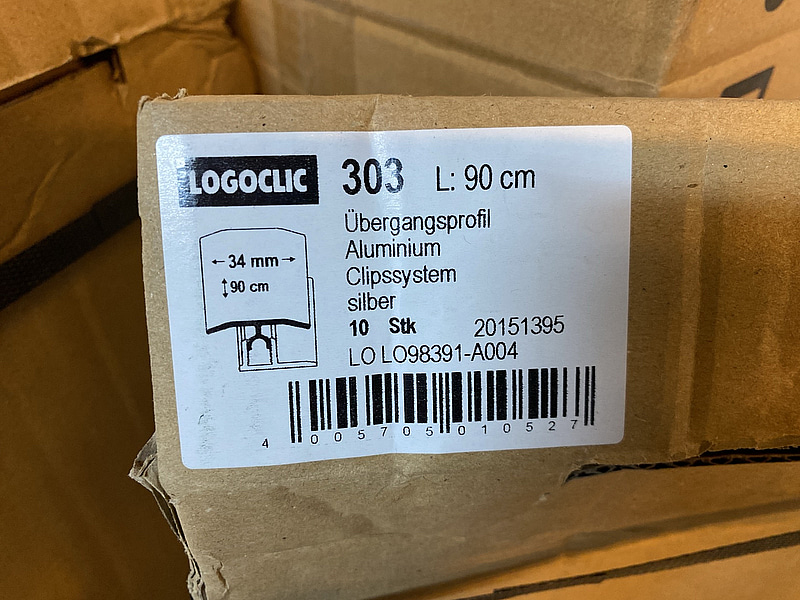 LOGOCLIC 303 L: 90 cm
Übergangsprofil
Aluminium
Clipssystem
silber
10 Stk 20151395
LO LO98391-A004
34 mm
90 cm
4 005705 010527